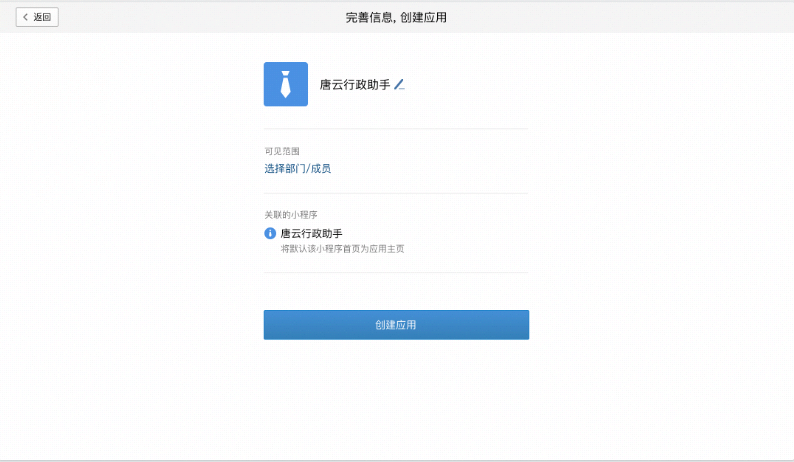 返回
完善信息, 创建应用
唐云行政助手
可见范围
选择部门/成员
关联的小程序
唐云行政助手
将默认该小程序首页为应用主页
创建应用